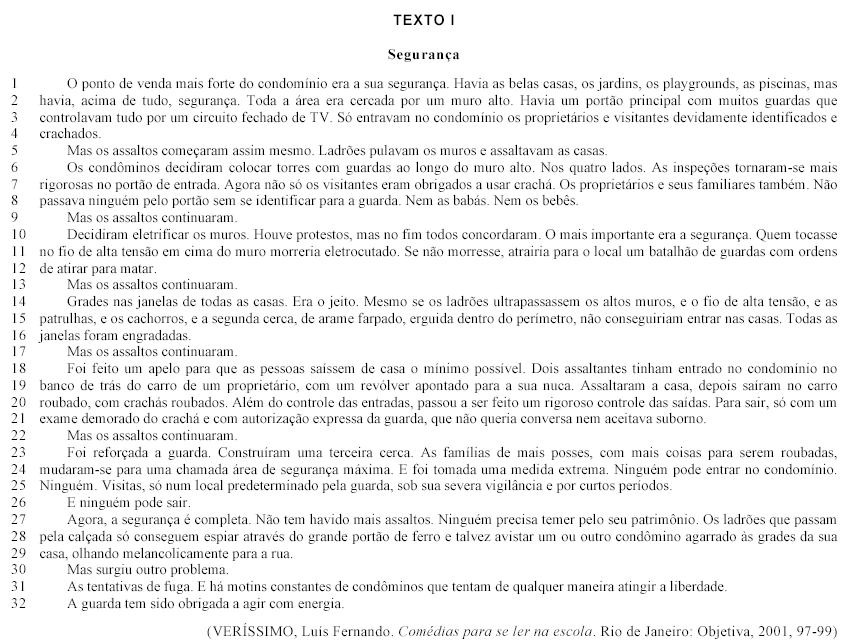 TEXTO I
Segurança
1 O ponto de venda mais forte do condomínio era a sua segurança. Havia as belas casas, os jardins, os playgrounds, as piscinas, mas
2 havia, acima de tudo, segurança. Toda a área era cercada por um muro alto. Havia um portão principal com muitos guardas que
3 controlavam tudo por um circuito fechado de TV. Só entravam no condomínio os proprietários e visitantes devidamente identificados e
4 crachados.
5 Mas os assaltos começaram assim mesmo. Ladrões pulavam os muros e assaltavam as casas.
6 Os condôminos decidiram colocar torres com guardas ao longo do muro alto. Nos quatro lados. As inspeções tornaram-se mais
7 rigorosas no portão de entrada. Agora não só os visitantes eram obrigados a usar crachá. Os proprietários e seus familiares também. Não
8 passava ninguém pelo portão sem se identificar para a guarda. Nem as babás. Nem os bebês.
9 Mas os assaltos continuaram.
10 Decidiram eletrificar os muros. Houve protestos, mas no fim todos concordaram. O mais importante era a segurança. Quem tocasse
11 no fio de alta tensão em cima do muro morreria eletrocutado. Se não morresse, atrairia para o local um batalhão de guardas com ordens
12 de atirar para matar.
13 Mas os assaltos continuaram.
14 Grades nas janelas de todas as casas. Era o jeito. Mesmo se os ladrões ultrapassassem os altos muros, e o fio de alta tensão, e as
15 patrulhas, e os cachorros, e a segunda cerca, de arame farpado, erguida dentro do perímetro, não conseguiriam entrar nas casas. Todas as
16 janelas foram engradadas.
17 Mas os assaltos continuaram.
18 Foi feito um apelo para que as pessoas saíssem de casa o mínimo possível. Dois assaltantes tinham entrado no condomínio no
19 banco de trás do carro de um proprietário, com um revólver apontado para a sua nuca. Assaltaram a casa, depois saíram no carro
20 roubado, com crachás roubados. Além do controle das entradas, passou a ser feito um rigoroso controle das saídas. Para sair, só com um
21 exame demorado do crachá e com autorização expressa da guarda, que não queria conversa nem aceitava suborno.
22 Mas os assaltos continuaram.
23 Foi reforçada a guarda. Construíram uma terceira cerca. As famílias de mais posses, com mais coisas para serem roubadas,
24 mudaram-se para uma chamada área de segurança máxima. E foi tomada uma medida extrema. Ninguém pode entrar no condomínio.
25 Ninguém. Visitas, só num local predeterminado pela guarda, sob sua severa vigilância e por curtos períodos.
26 E ninguém pode sair.
27 Agora, a segurança é completa. Não tem havido mais assaltos. Ninguém precisa temer pelo seu patrimônio. Os ladrões que passam
28 pela calçada só conseguem espiar através do grande portão de ferro e talvez avistar um ou outro condômino agarrado às grades da sua
29 casa, olhando melancolicamente para a rua.
30 Mas surgiu outro problema.
31 As tentativas de fuga. E há motins constantes de condôminos que tentam de qualquer maneira atingir a liberdade.
32 A guarda tem sido obrigada a agir com energia.
(VERÍSSIMO, Luís Fernando. Comédias para se ler na escola. Rio de Janeiro: Objetiva, 2001, 97-99)